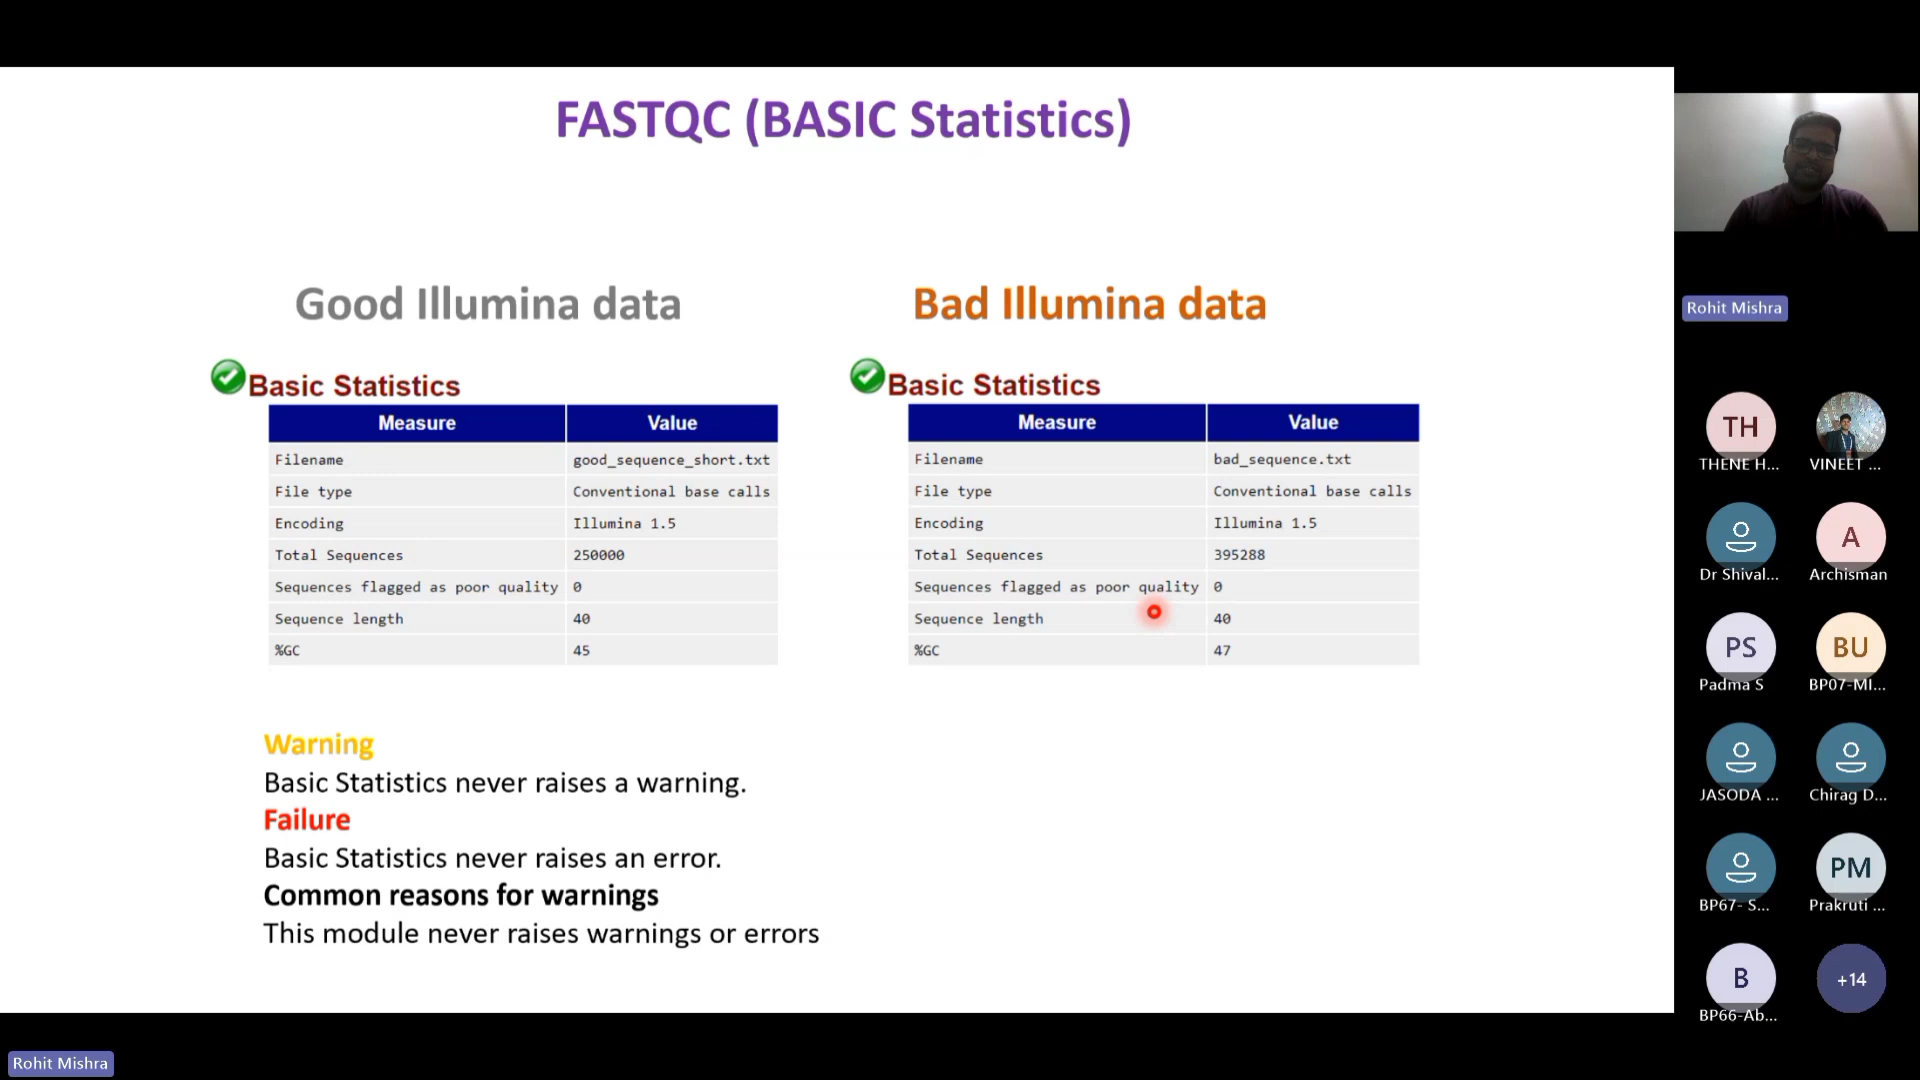 FASTQC (BASIC Statistics)
Good Illumina data
Bad Illumina data
Basic Statistics
Measure Value
Filename good_sequence_short.txt
File type Conventional base calls
Encoding Illumina 1.5
Total Sequences 250000
Sequences flagged as poor quality 0
Sequence length 40
%GC 45
Basic Statistics
Measure Value
Filename bad_sequence.txt
File type Conventional base calls
Encoding Illumina 1.5
Total Sequences 395288
Sequences flagged as poor quality 0
Sequence length 40
%GC 47
Warning
Basic Statistics never raises a warning.
Failure
Basic Statistics never raises an error.
Common reasons for warnings
This module never raises warnings or errors
Rohit Mishra
TH
THENE H...
VINEET ...
Dr Shival...
A
Archisman
PS
Padma S
BU
BP07-MI...
JASODA ...
Chirag D...
BP67- S...
PM
Prakruti ...
B
BP66-Ab...
+14
Rohit Mishra